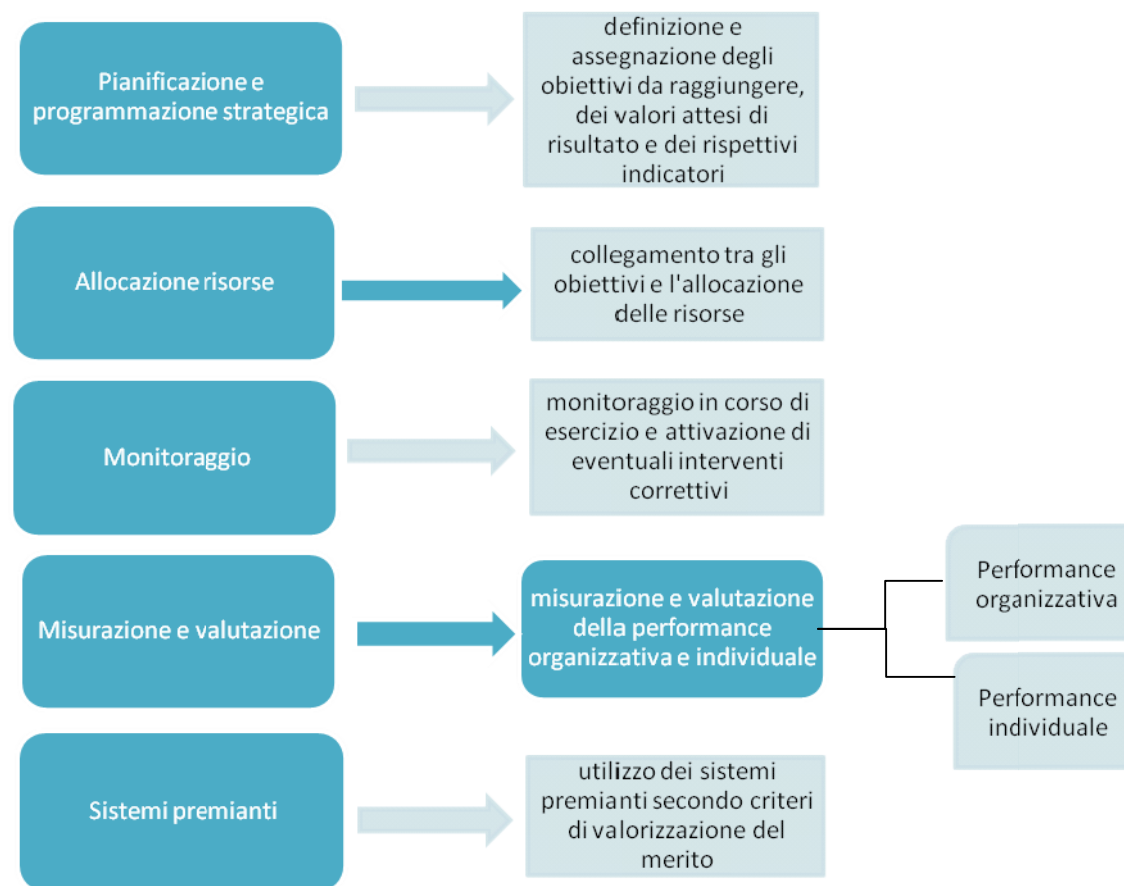 Pianificazione e
programmazione strategica
definizione e
assegnazione degli
obiettivi da raggiungere,
dei valori attesi di
risultato e dei rispettivi
indicatori
Allocazione risorse
collegamento tra gli
obiettivi e l'allocazione
delle risorse
Monitoraggio
monitoraggio in corso di
esercizio e attivazione di
eventuali interventi
correttivi
Misurazione e valutazione
misurazione e valutazione
della performance
organizzativa e individuale
Performance
organizzativa
Performance
individuale
Sistemi premianti
utilizzo dei sistemi
premianti secondo criteri
di valorizzazione del
merito